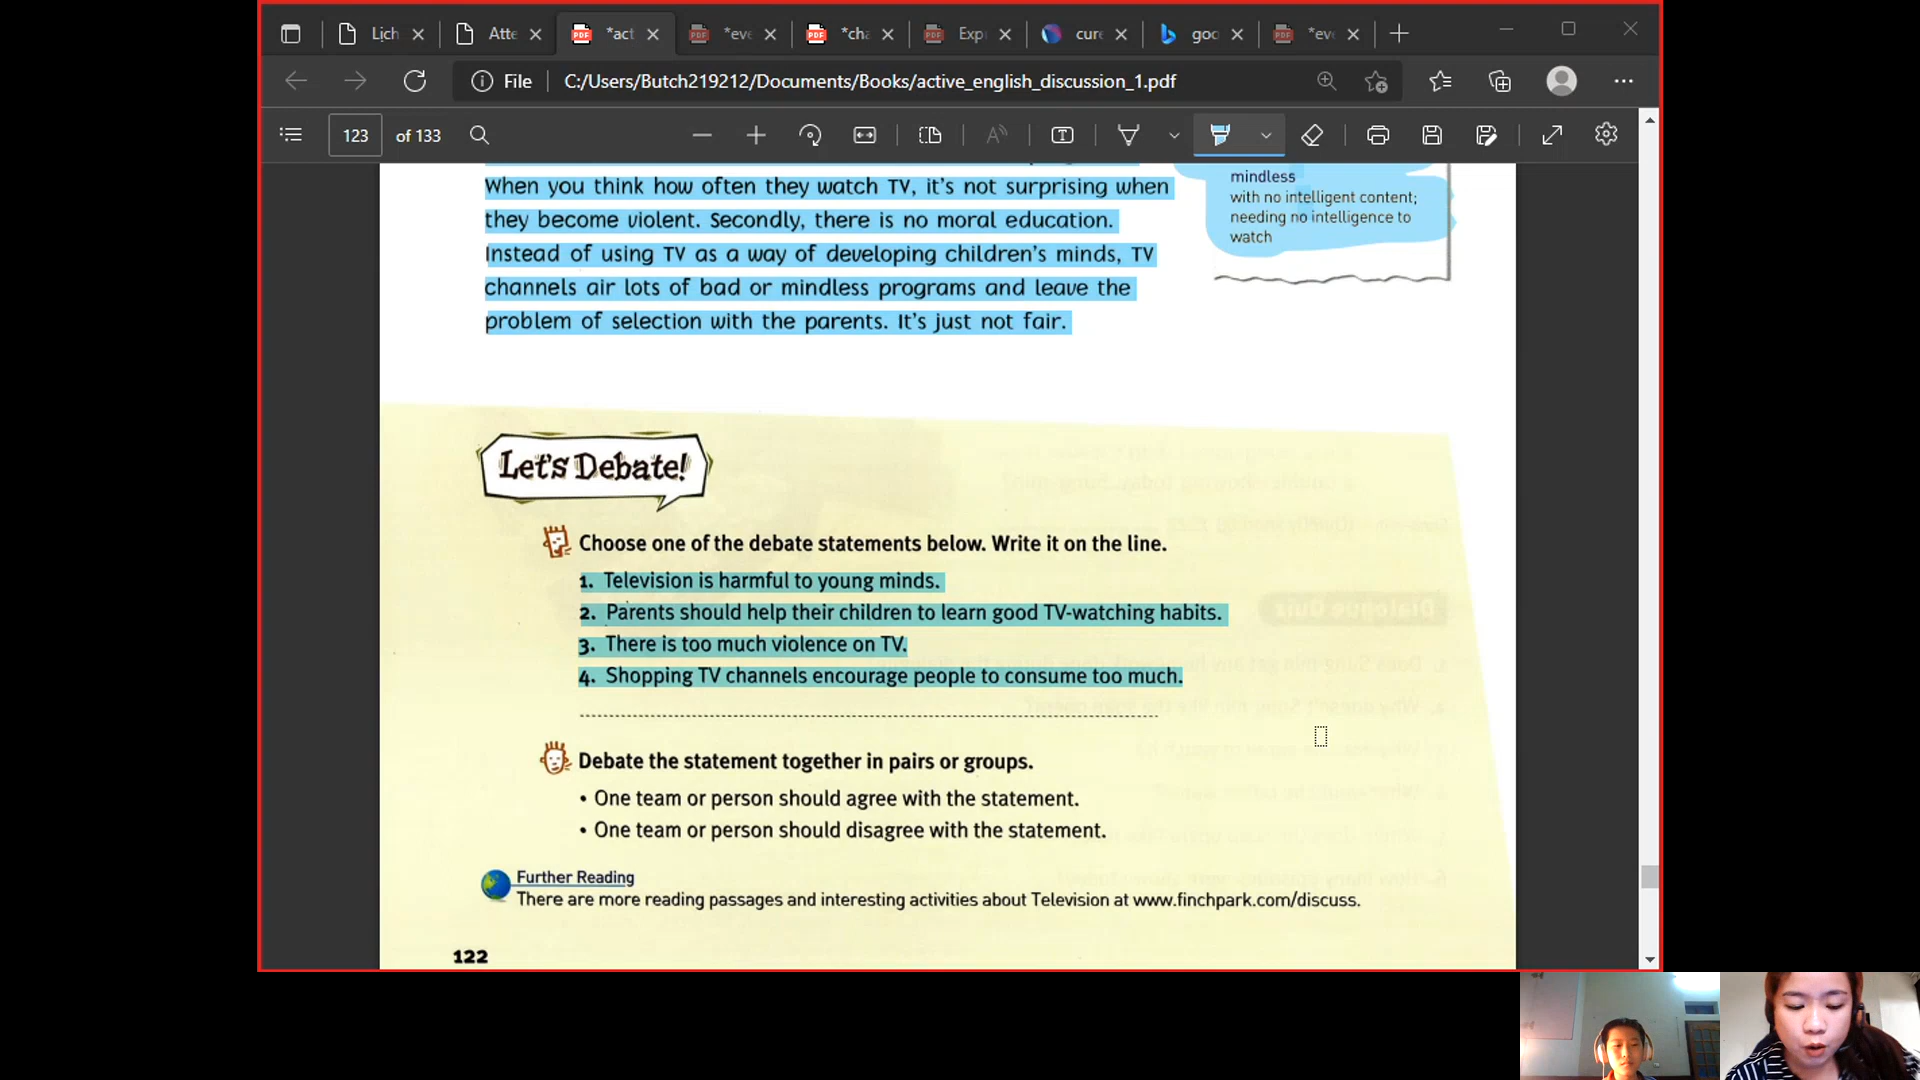 Lịch
Atte
*act
*eve
*cha
Exp
cure
goo
*eve
File
C:/Users/Butch219212/Documents/Books/active_english_discussion_1.pdf
123 of 133
When you think how often they watch TV, it's not surprising when
they become violent. Secondly, there is no moral education.
Instead of using TV as a way of developing children's minds, TV
channels air lots of bad or mindless programs and leave the
problem of selection with the parents. It's just not fair.
mindless
with no intelligent content;
needing no intelligence to
watch
Let's Debate!
Choose one of the debate statements below. Write it on the line.
1. Television is harmful to young minds.
2. Parents should help their children to learn good TV-watching habits.
3. There is too much violence on TV.
4. Shopping TV channels encourage people to consume too much.
Debate the statement together in pairs or groups.
• One team or person should agree with the statement.
• One team or person should disagree with the statement.
Further Reading
There are more reading passages and interesting activities about Television at www.finchpark.com/discuss.
122